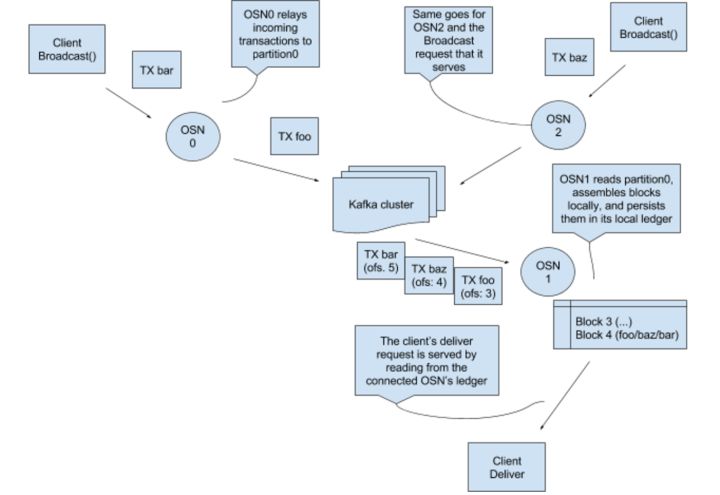 Client
Broadcast()
TX bar
OSN0 relays
incoming
transactions to
partition0
Same goes for
OSN2 and the
Broadcast
request that it
serves
TX baz
Client
Broadcast()
OSN
0
TX foo
OSN
2
Kafka cluster
OSN1 reads partition0,
assembles blocks
locally, and persists
them in its local ledger
TX bar
(ofs. 5)
TX baz
(ofs: 4)
TX foo
(ofs: 3)
OSN
1
Block 3 (...)
Block 4 (foo/baz/bar)
The client's deliver
request is served by
reading from the
connected OSN's ledger
Client
Deliver